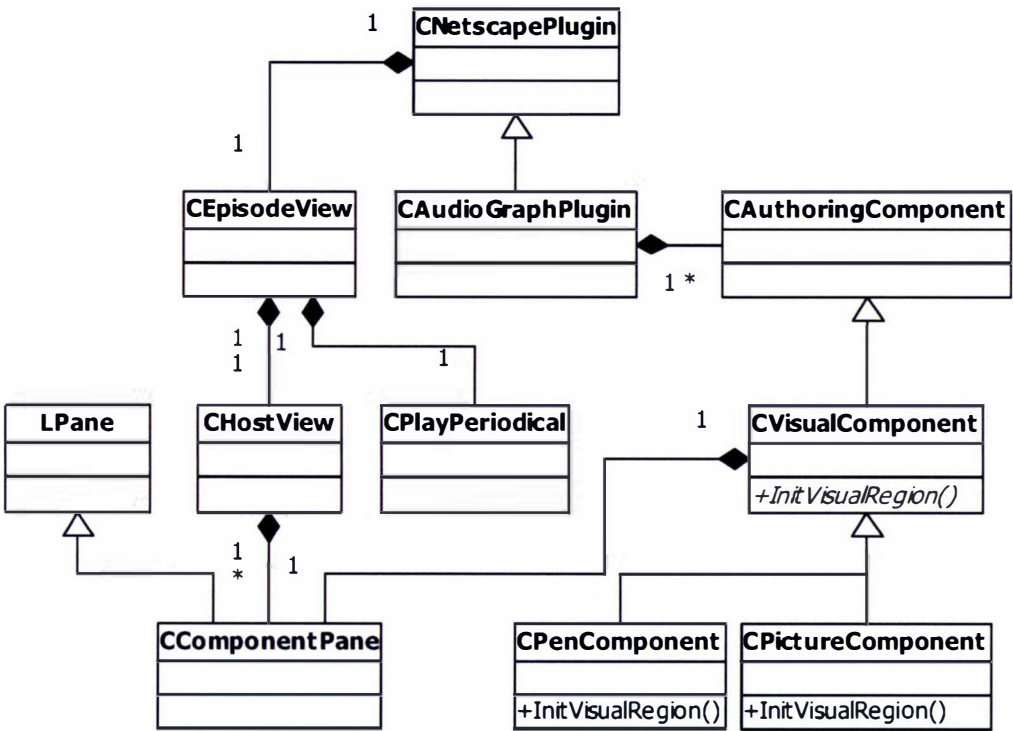 1
CNetscapePlugin
1
CEpisodeView
CAudioGraphPlugin
CAuthoringComponent
1 *
1
1
1
1
LPane
CHostView
CPlayPeriodical
1
CVisualComponent
+InitVisualRegion()
1
*
1
CComponentPane
CPenComponent
CPictureComponent
+InitVisualRegion()
+InitVisualRegion()